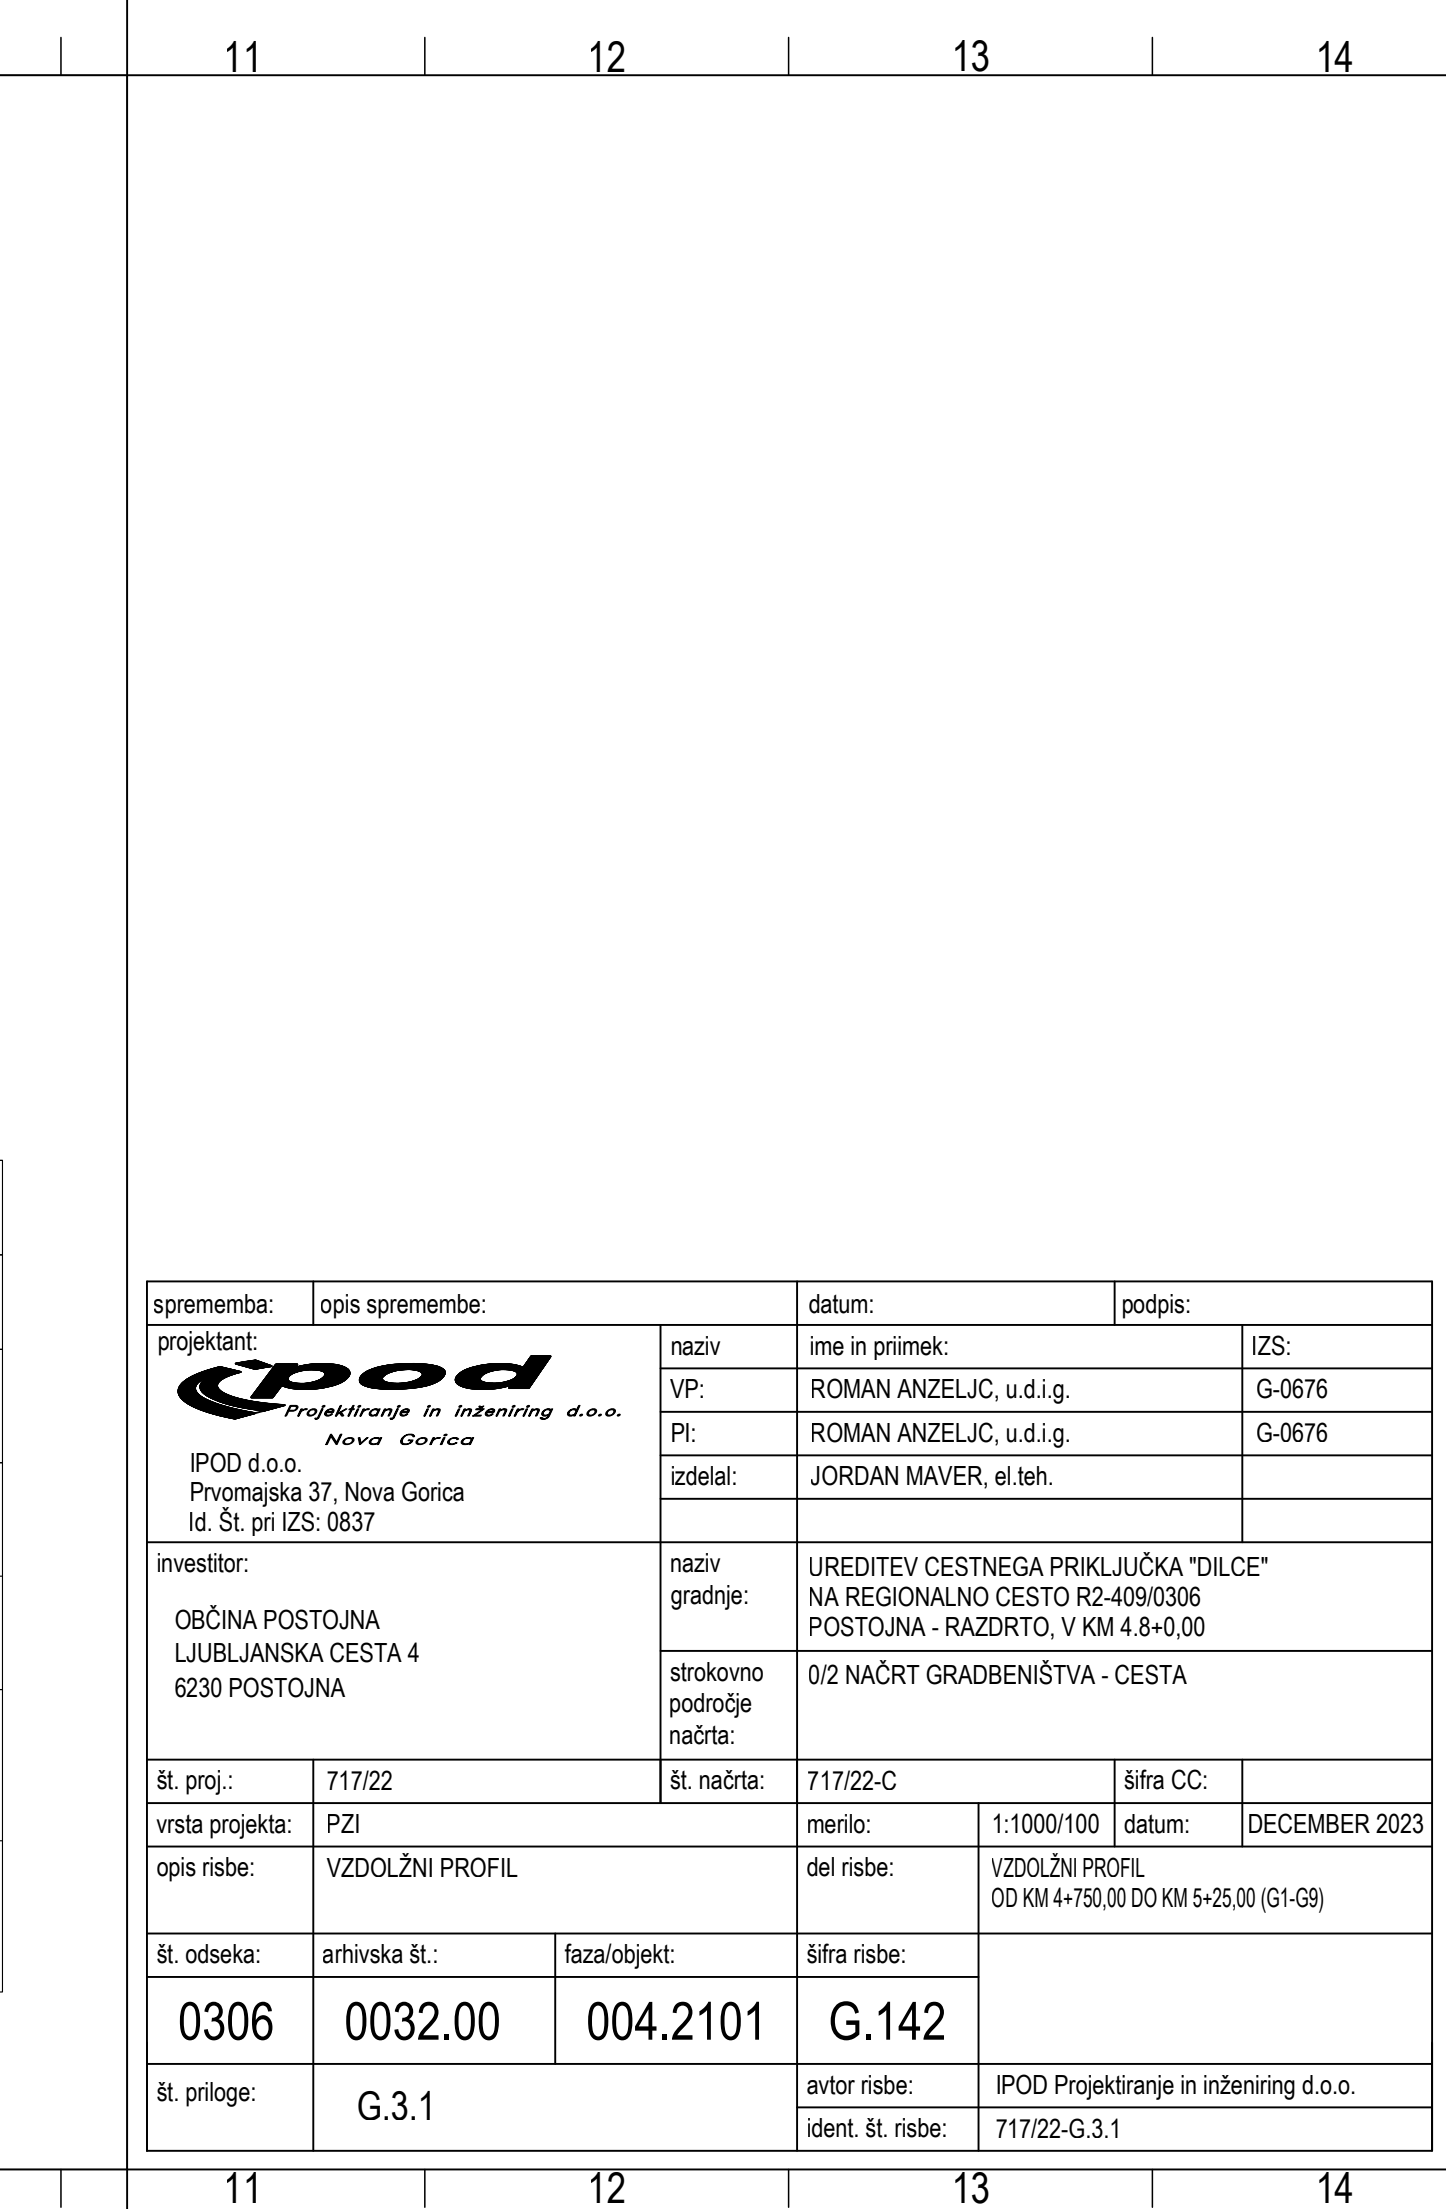 11 12 13 14
sprememba: opis spremembe: datum: podpis:
projektant:
ipod
Projektiranje in inženiring d.o.o.
Nova Gorica
IPOD d.o.o.
Prvomajska 37, Nova Gorica
Id. Št. pri IZS: 0837
naziv ime in priimek: IZS:
VP: ROMAN ANZELJC, u.d.i.g. G-0676
PI: ROMAN ANZELJC, u.d.i.g. G-0676
izdelal: JORDAN MAVER, el.teh.
investitor:
OBČINA POSTOJNA
LJUBLJANSKA CESTA 4
6230 POSTOJNA
naziv
gradnje:
UREDITEV CESTNEGA PRIKLJUČKA "DILCE"
NA REGIONALNO CESTO R2-409/0306
POSTOJNA - RAZDRTO, V KM 4.8+0,00
strokovno
področje
načrta:
0/2 NAČRT GRADBENIŠTVA - CESTA
št. proj.: 717/22 št. načrta: 717/22-C šifra CC:
vrsta projekta: PZI merilo: 1:1000/100 datum: DECEMBER 2023
opis risbe: VZDOLŽNI PROFIL del risbe: VZDOLŽNI PROFIL
OD KM 4+750,00 DO KM 5+25,00 (G1-G9)
št. odseka: arhivska št.: faza/objekt: šifra risbe:
0306 0032.00 004.2101 G.142
št. priloge: G.3.1
avtor risbe: IPOD Projektiranje in inženiring d.o.o.
ident. št. risbe: 717/22-G.3.1
11 12 13 14